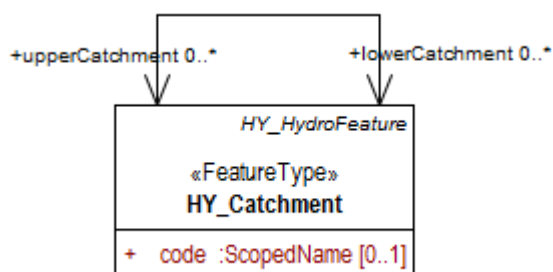 +upperCatchment 0..*
+lowerCatchment 0..*
HY_HydroFeature
«FeatureType»
HY_Catchment
+ code :ScopedName [0..1]